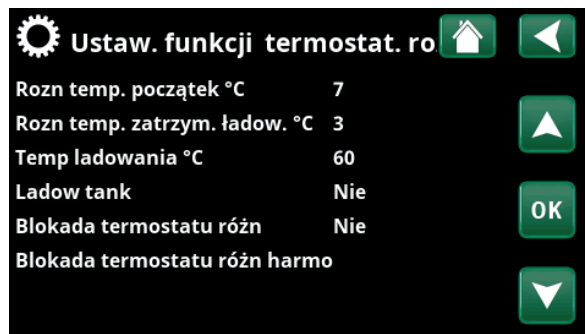 Ustaw. funkcji termostat. ro
Rozn temp. początek °C 7
Rozn temp. zatrzym. ładow. °C 3
Temp ladowania °C 60
Ladow tank Nie
Blokada termostatu różn Nie
OK
Blokada termostatu różn harmo